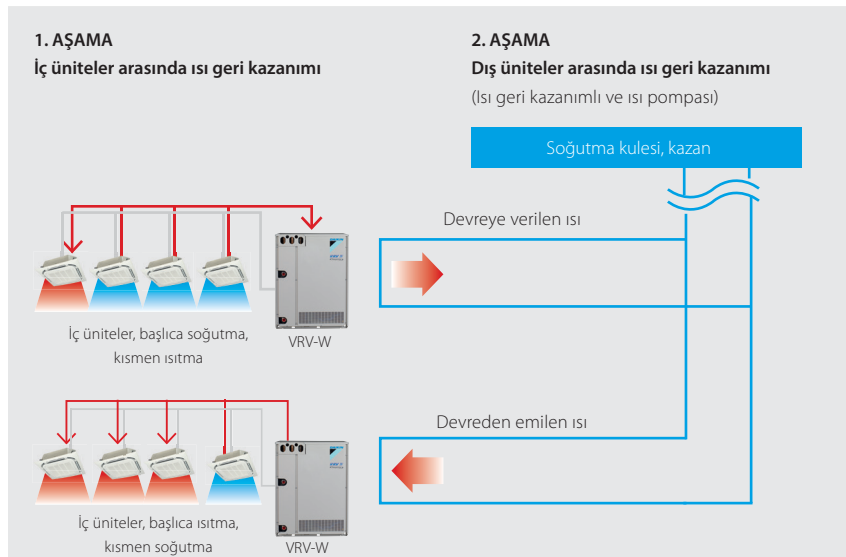 1. AŞAMA
İç üniteler arasında ısı geri kazanımı
2. AŞAMA
Dış üniteler arasında ısı geri kazanımı
(Isı geri kazanımlı ve ısı pompası)
Soğutma kulesi, kazan
Devreye verilen ısı
İç üniteler, başlıca soğutma,
kısmen ısıtma
VRV-W
Devreden emilen ısı
İç üniteler, başlıca ısıtma,
kısmen soğutma
VRV-W